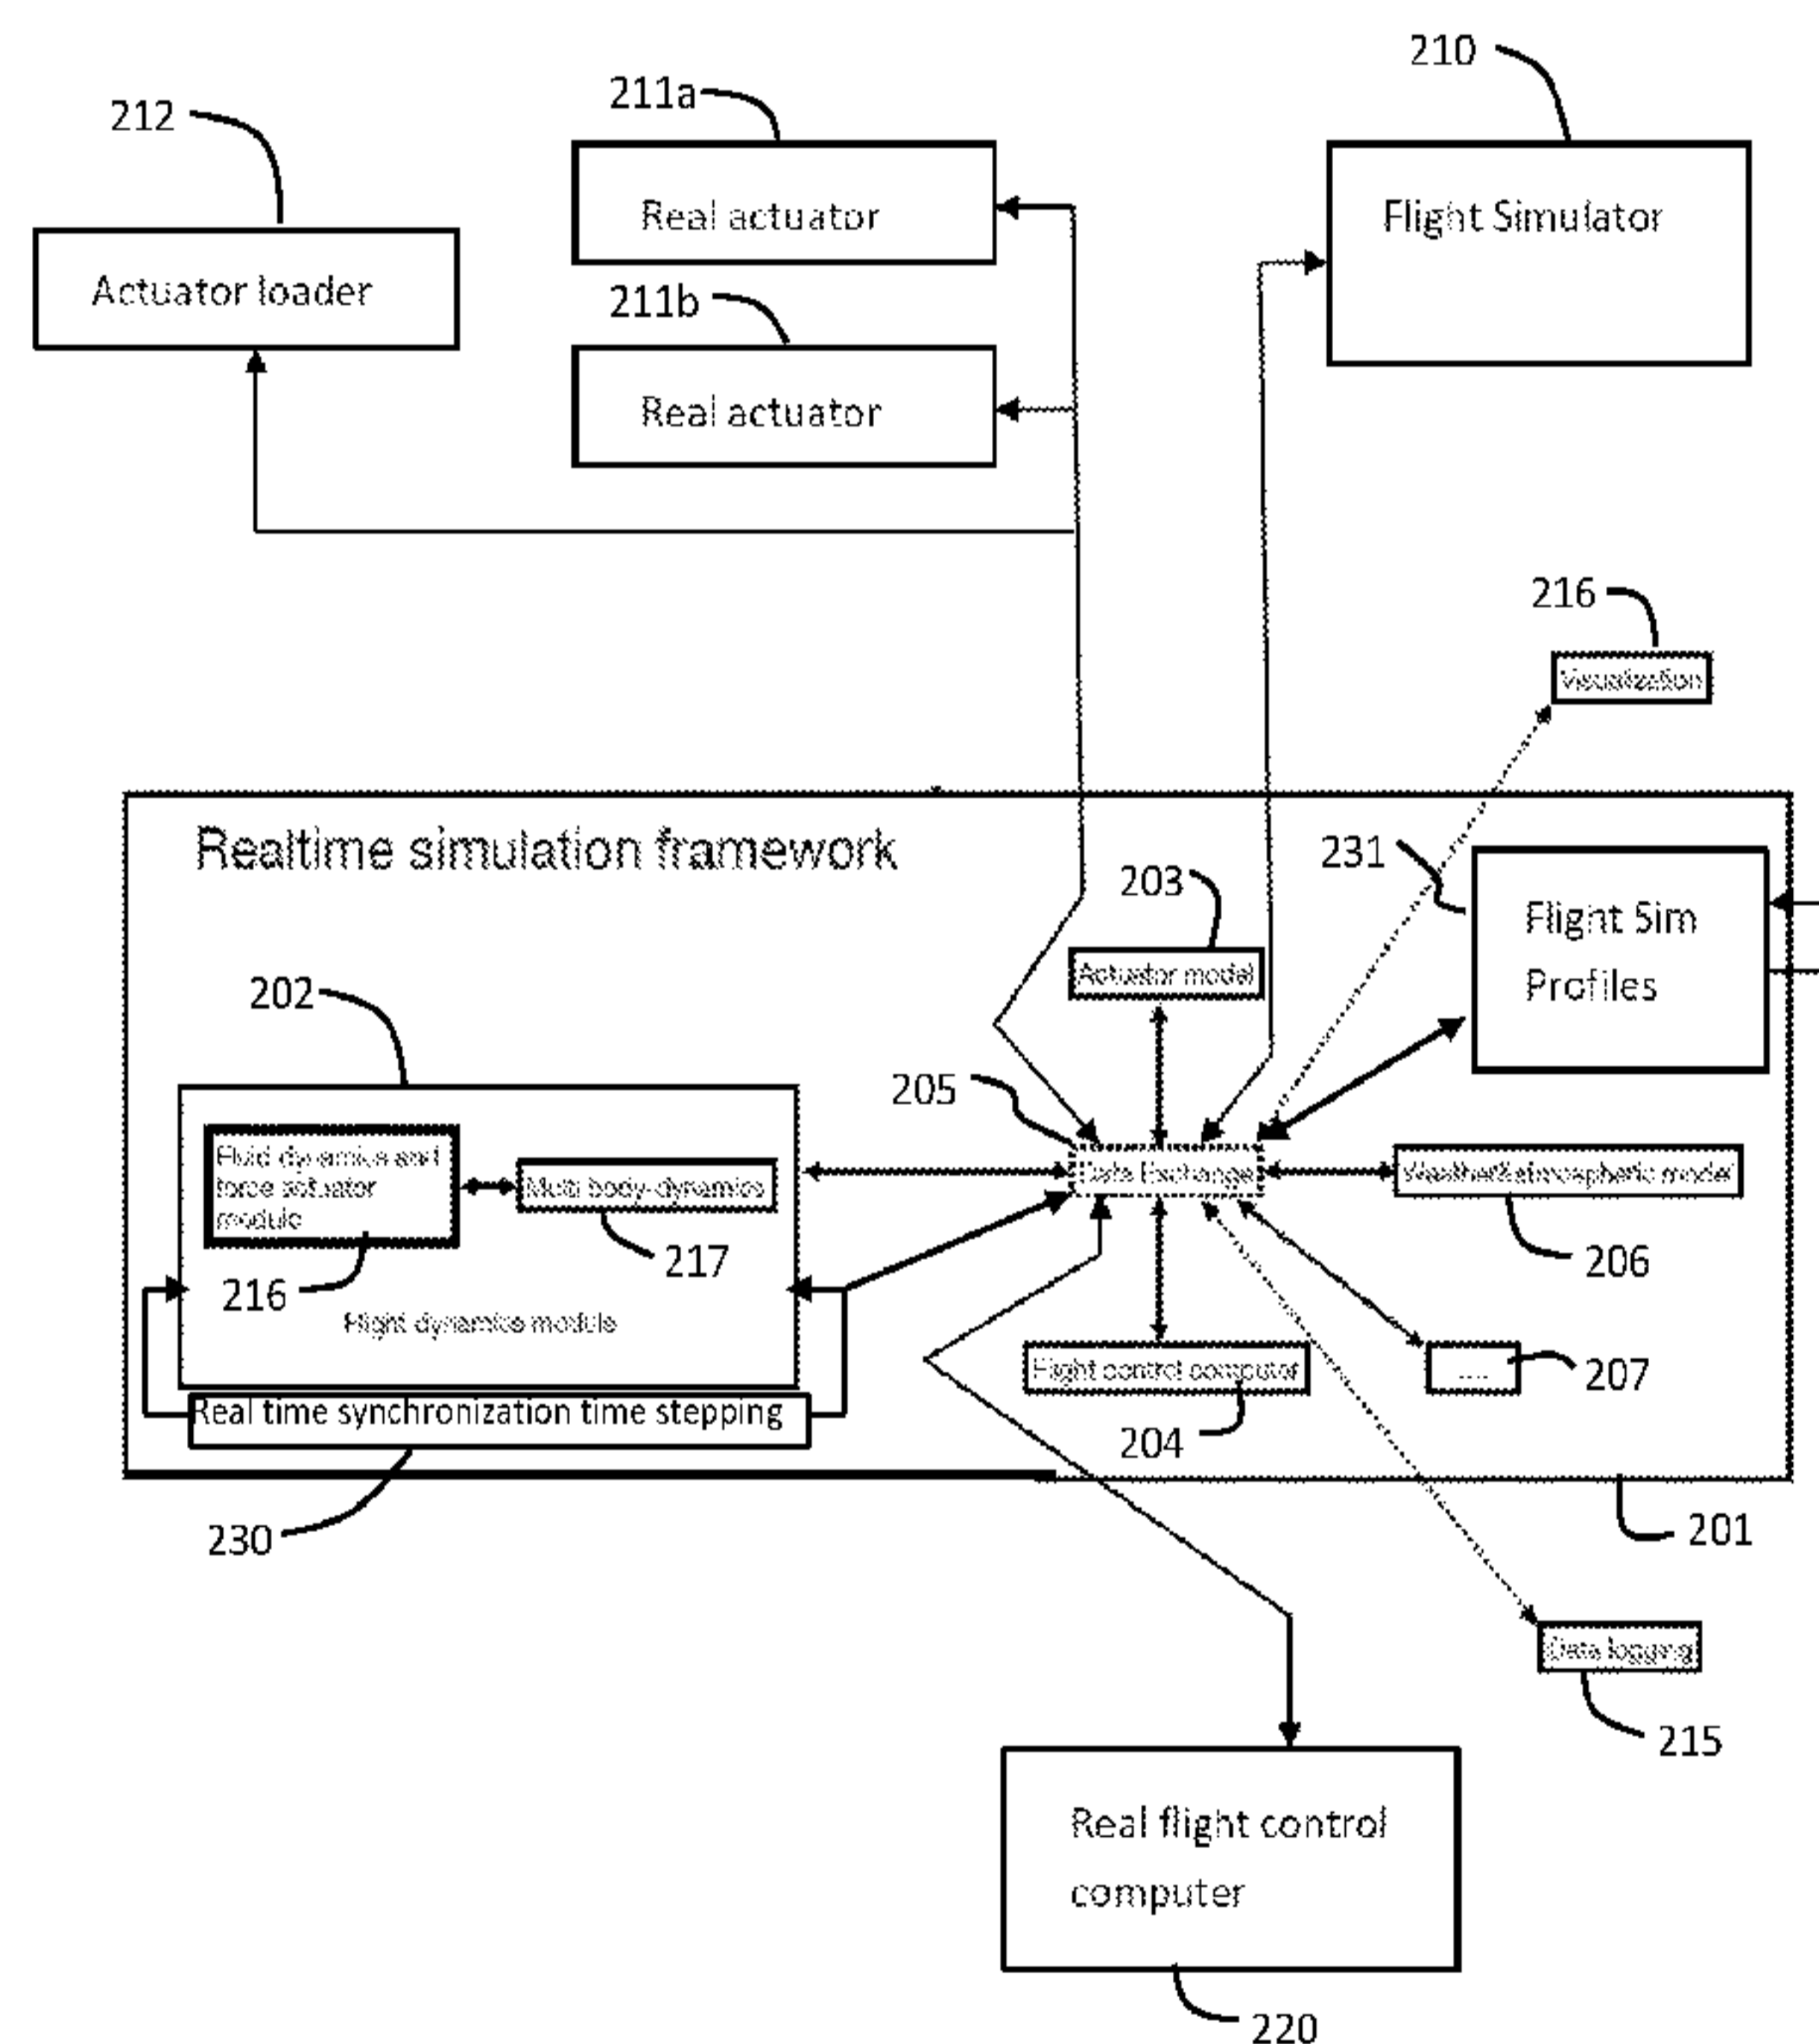 210
211a
212
Real actuator
Flight Simulator
Actuator loader
211b
Real actuator
216
Visualization
Realtime simulation framework
231
203
Flight Sim
Profiles
Actuator model
202
205
Fluid dynamics and
force actuator
module
Multi body-dynamics
Data Exchange
Weather&atmospheric model
217
206
216
Flight dynamics module
Flight control computer
....
207
Real time synchronization time stepping
204
230
201
Data logging
215
Real flight control
computer
220